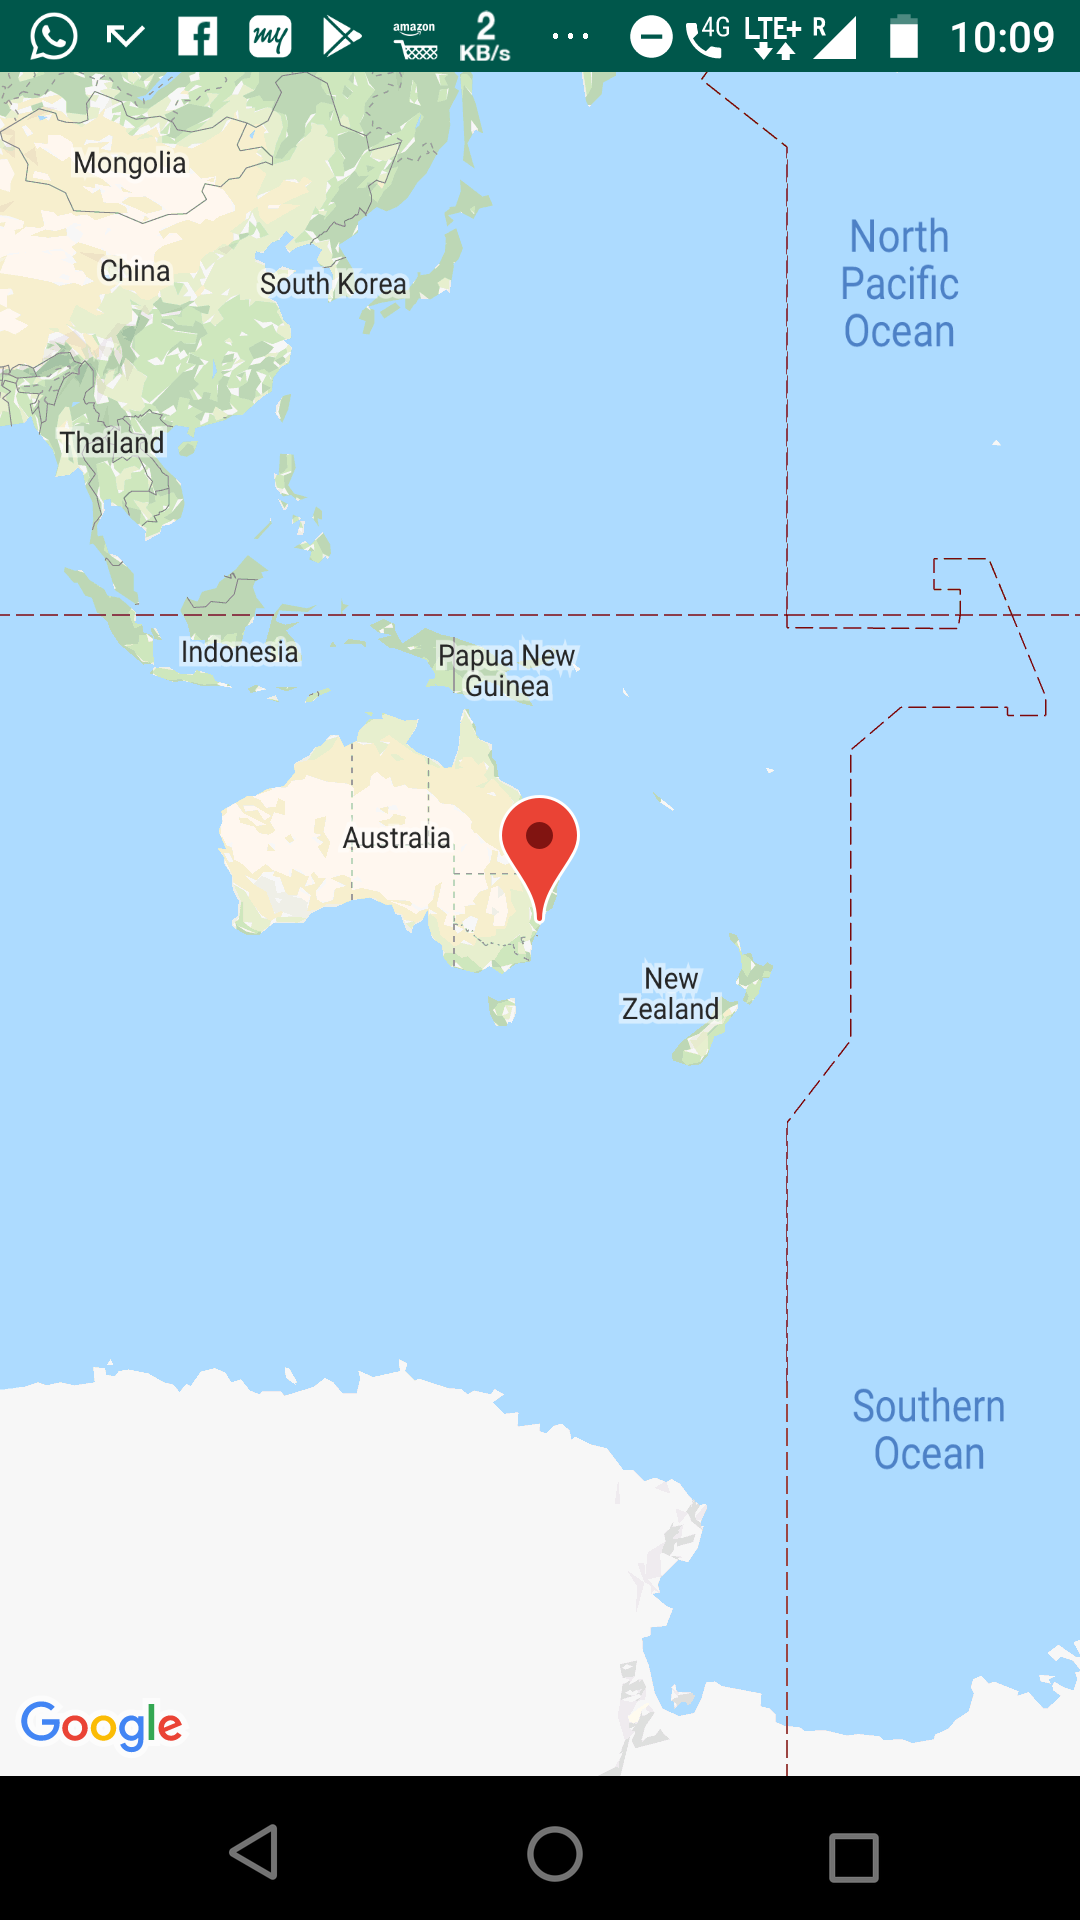 my
amazon
2
KB/s
4G
LTE+
R
10:09
Mongolia
North
Pacific
Ocean
China
South Korea
Thailand
Indonesia
Papua New
Guinea
Australia
New
Zealand
Southern
Ocean
Google